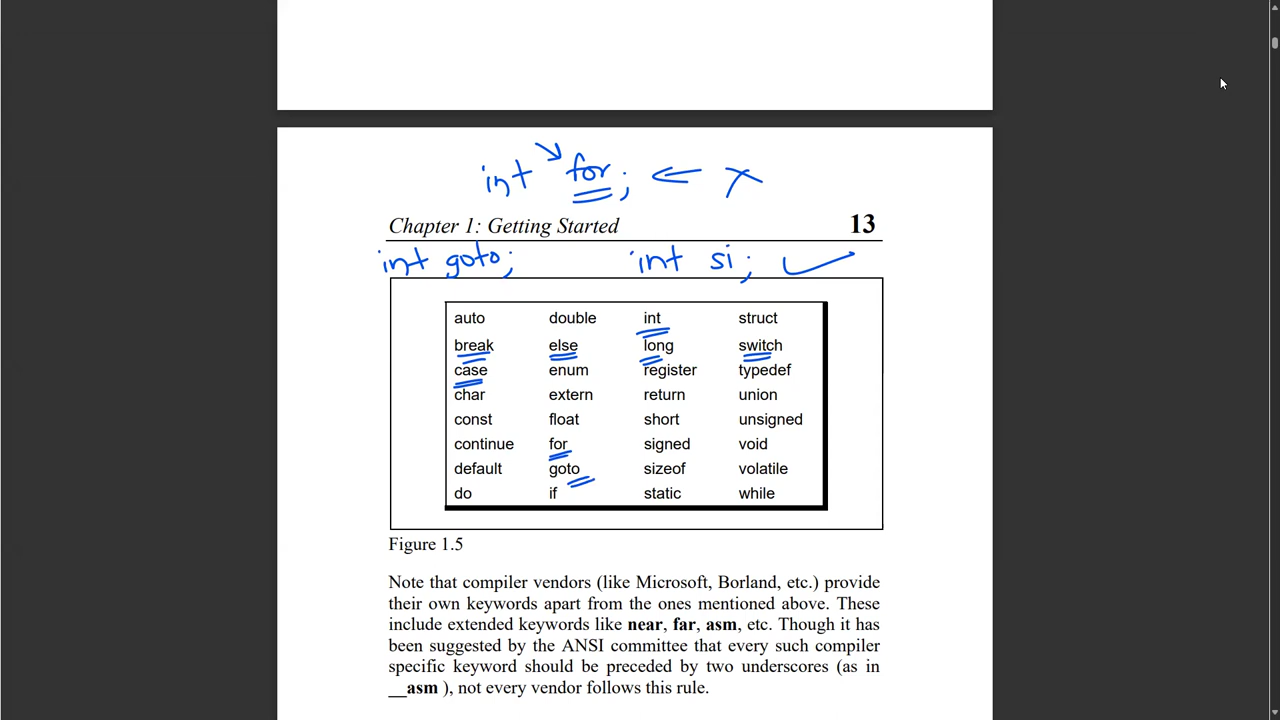 int for; ← ×
Chapter 1: Getting Started 13
int goto; int si; ✓
auto double int struct
break else long switch
case enum register typedef
char extern return union
const float short unsigned
continue for signed void
default goto sizeof volatile
do if static while
Figure 1.5
Note that compiler vendors (like Microsoft, Borland, etc.) provide
their own keywords apart from the ones mentioned above. These
include extended keywords like near, far, asm, etc. Though it has
been suggested by the ANSI committee that every such compiler
specific keyword should be preceded by two underscores (as in
__asm ), not every vendor follows this rule.